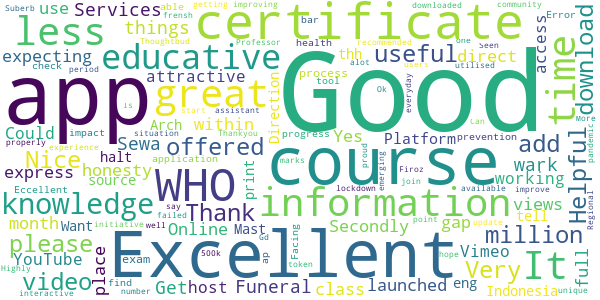 Suberb
frensh
Services
use
able
Thoughtbud
getting
improving
Professor
bar
downloaded
community
recommended
one
Error
Seen
less
things
certificate
time
download
expecting
check
period
educative
attractive
alot
health
thh
process
users
tool
useful
direct
access
utilised
app
is
great
Direction
start
assistant
Good
Ok
everyday
Can
More
pandemic
Could
impact
situation
Arch
within
Yes
progress
Platform
prevention
add
Helpful
properly
experience
Nice
Sewa
offered
Thankyou
marks
proud
emerging
Firoz
wark
working
Eccellent
application
halt
WHO
course
join
available
improve
express
honesty
source
print
lockdown
It
Regional
knowledge
say
failed
Thank
information
views
month
Want
initiative
well
Online
Mast
Secondly
gap
tell
please
place
YouTube
exam
Gd
ap
Facing
500k
token
Excellent
point
hope
update
million
Vimeo
Very
full
video
find
number
Get
host
Funeral
class
launched
eng
Indonesia
Highly
interactive
unique